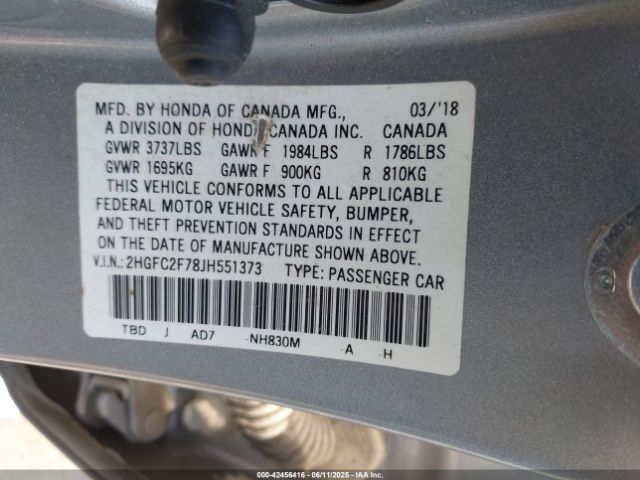 MFD. BY HONDA OF CANADA MFG., 03/'18
A DIVISION OF HONDA CANADA INC. CANADA
GVWR 3737LBS GAWR F 1984LBS R 1786LBS
GVWR 1695KG GAWR F 900KG R 810KG
THIS VEHICLE CONFORMS TO ALL APPLICABLE
FEDERAL MOTOR VEHICLE SAFETY, BUMPER,
AND THEFT PREVENTION STANDARDS IN EFFECT
ON THE DATE OF MANUFACTURE SHOWN ABOVE.
V.I.N.:2HGFC2F78JH551373 TYPE: PASSENGER CAR
TBD J AD7 -NH830M -A -H
000-42456416 - 06/11/2025 - IAAI.COM